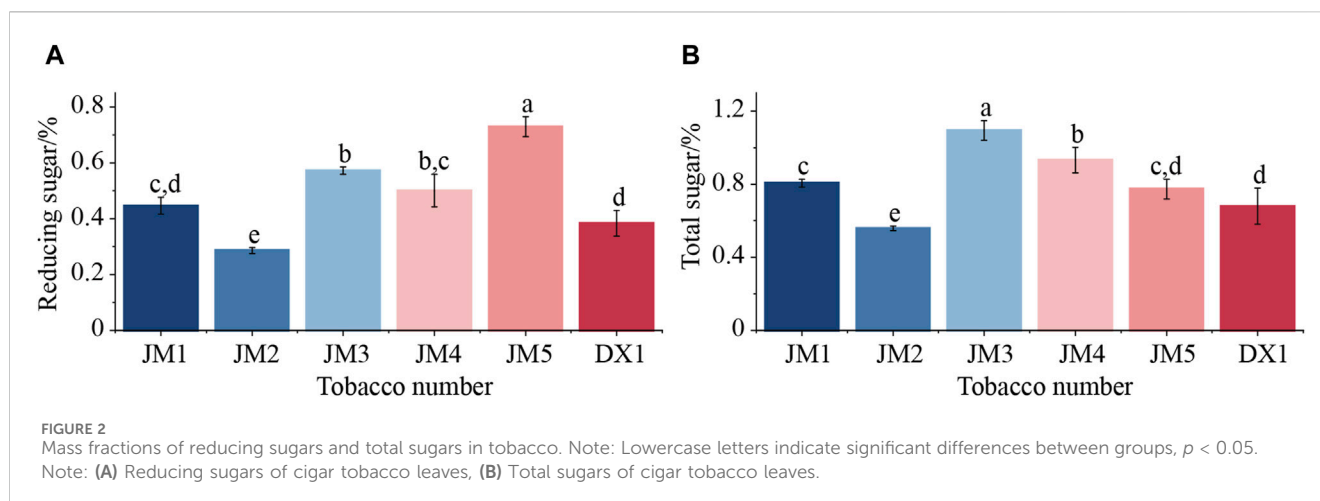 A
Reducing sugar/%
0.8
0.6
0.4
0.2
0
c,d
e
b
b,c
a
d
JM1 JM2 JM3 JM4 JM5 DX1
Tobacco number
B
Total sugar/%
1.2
0.8
0.4
0
c
e
a
b
c,d
d
JM1 JM2 JM3 JM4 JM5 DX1
Tobacco number
FIGURE 2
Mass fractions of reducing sugars and total sugars in tobacco. Note: Lowercase letters indicate significant differences between groups, p < 0.05.
Note: (A) Reducing sugars of cigar tobacco leaves, (B) Total sugars of cigar tobacco leaves.